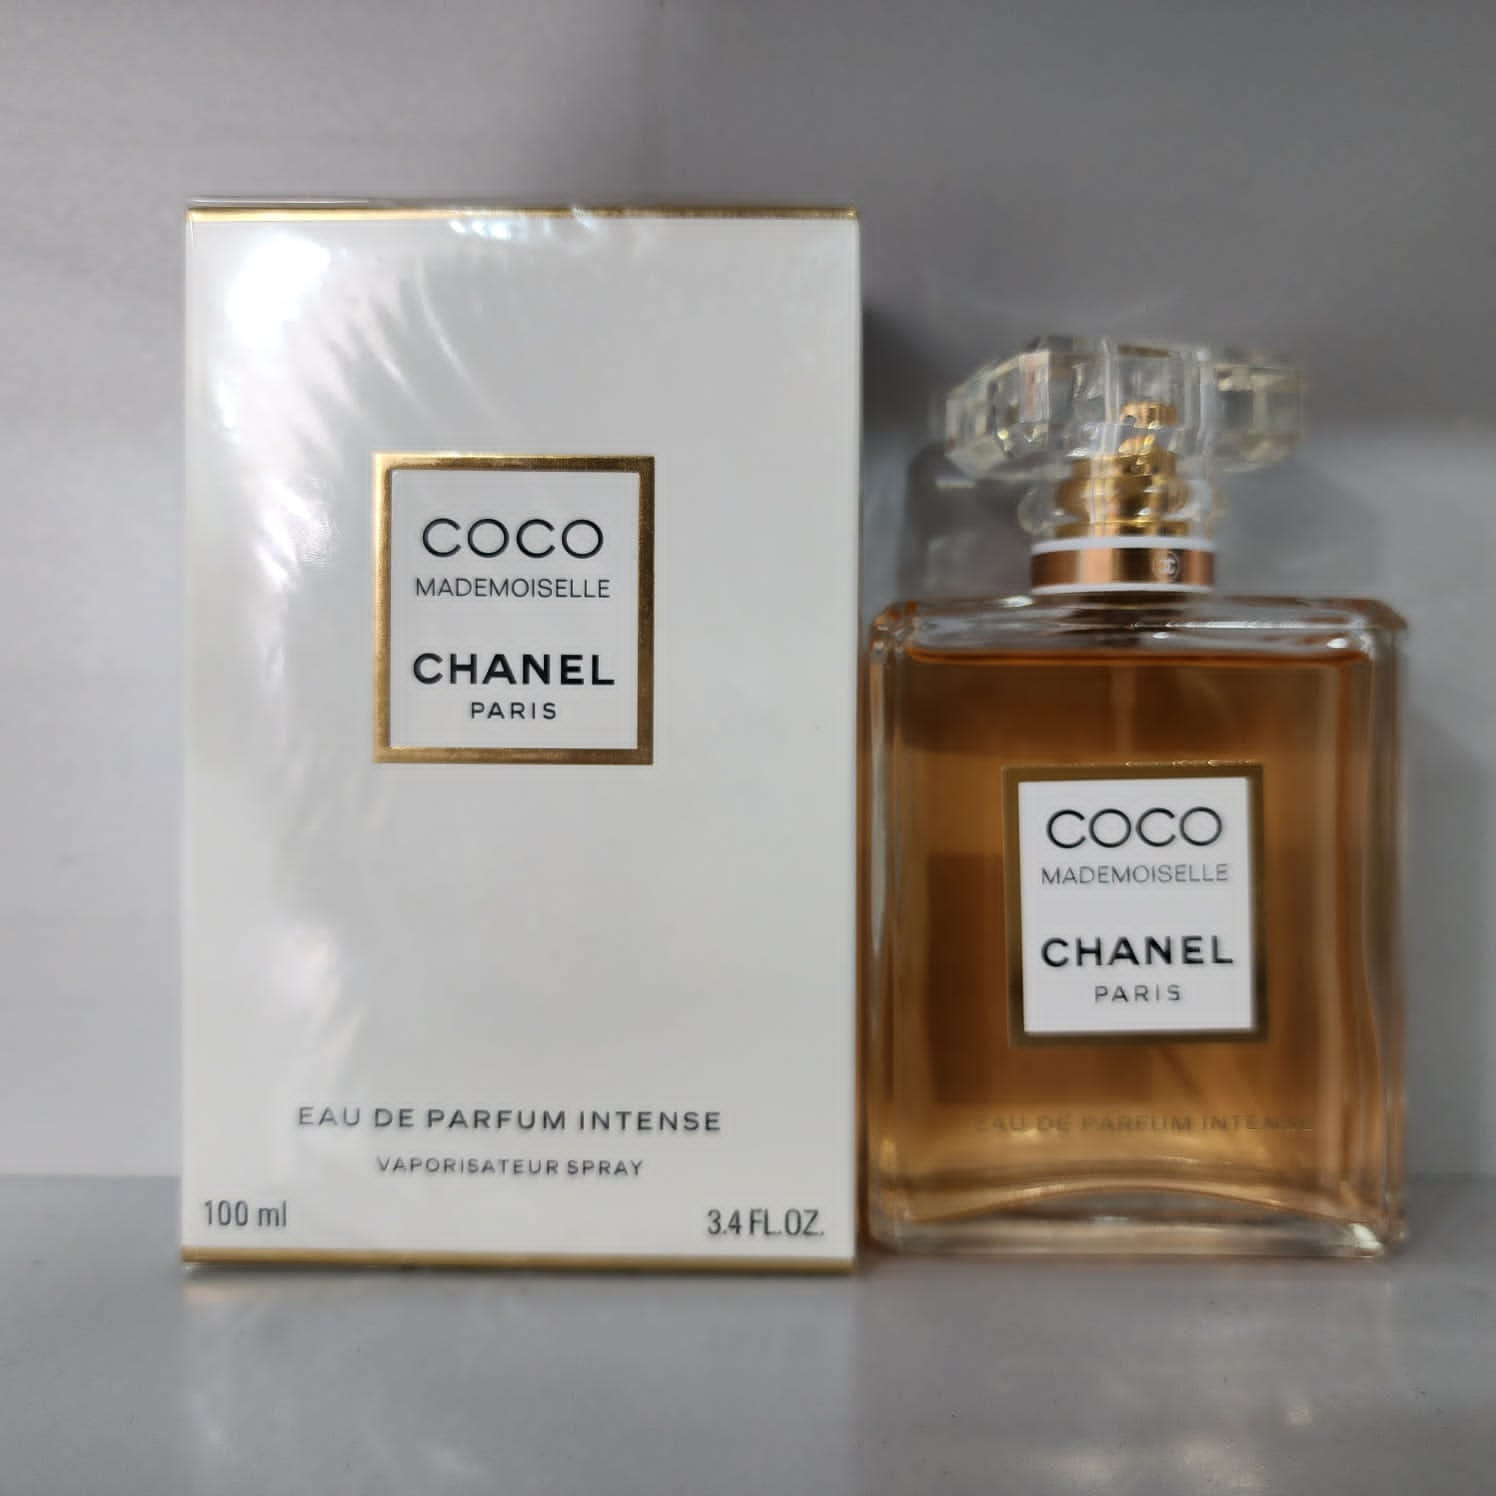 COCO
MADEMOISELLE
CHANEL
PARIS
EAU DE PARFUM INTENSE
VAPORISATEUR SPRAY
100 ml
3.4 FL.OZ.
COCO
MADEMOISELLE
CHANEL
PARIS
EAU DE PARFUM INTENSE